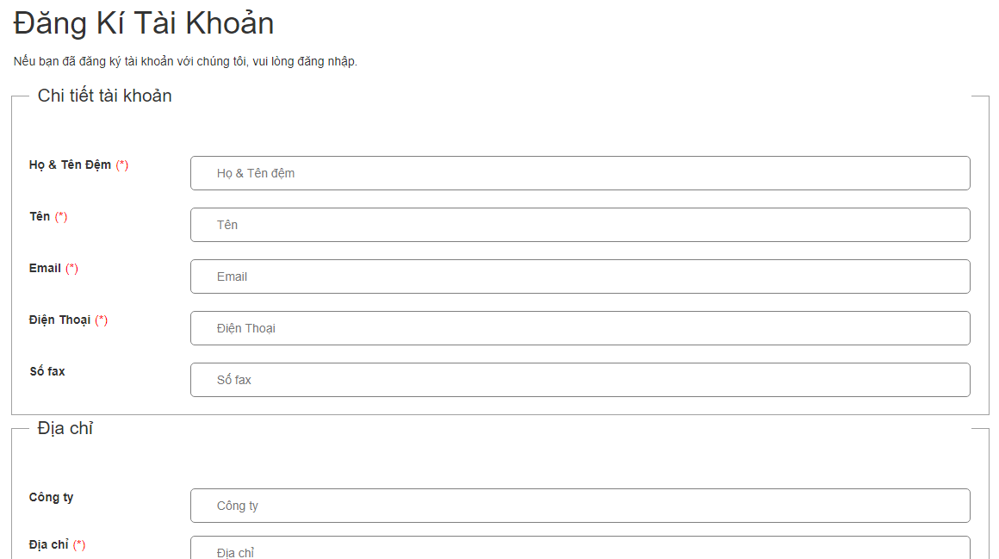 Đăng Kí Tài Khoản
Nếu bạn đã đăng ký tài khoản với chúng tôi, vui lòng đăng nhập.
Chi tiết tài khoản
Họ & Tên Đệm (*)
Họ & Tên đệm
Tên (*)
Tên
Email (*)
Email
Điện Thoại (*)
Điện Thoại
Số fax
Số fax
Địa chỉ
Công ty
Công ty
Địa chỉ (*)
Địa chỉ